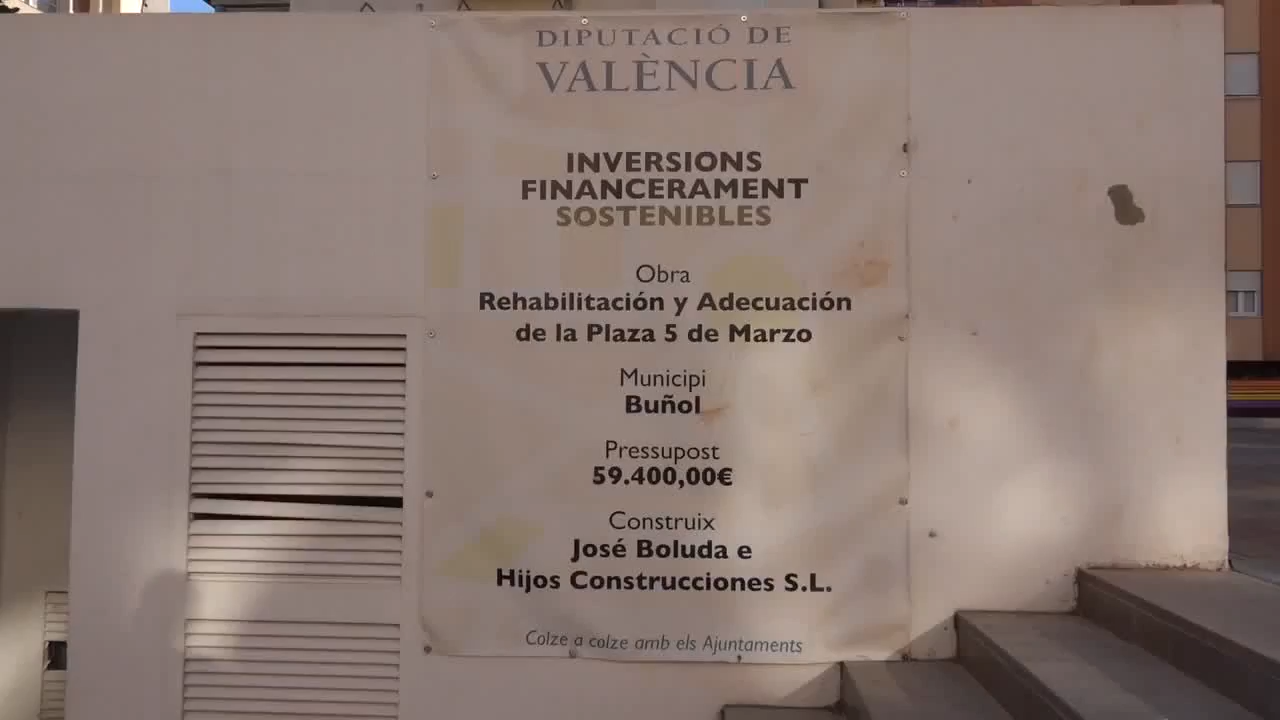 DIPUTACIÓ DE
VALÈNCIA
INVERSIONS
FINANCERAMENT
SOSTENIBLES
Obra
Rehabilitación y Adecuación
de la Plaza 5 de Marzo
Municipi
Buñol
Pressupost
59.400,00€
Construix
José Boluda e
Hijos Construcciones S.L.
Colze a colze amb els Ajuntaments